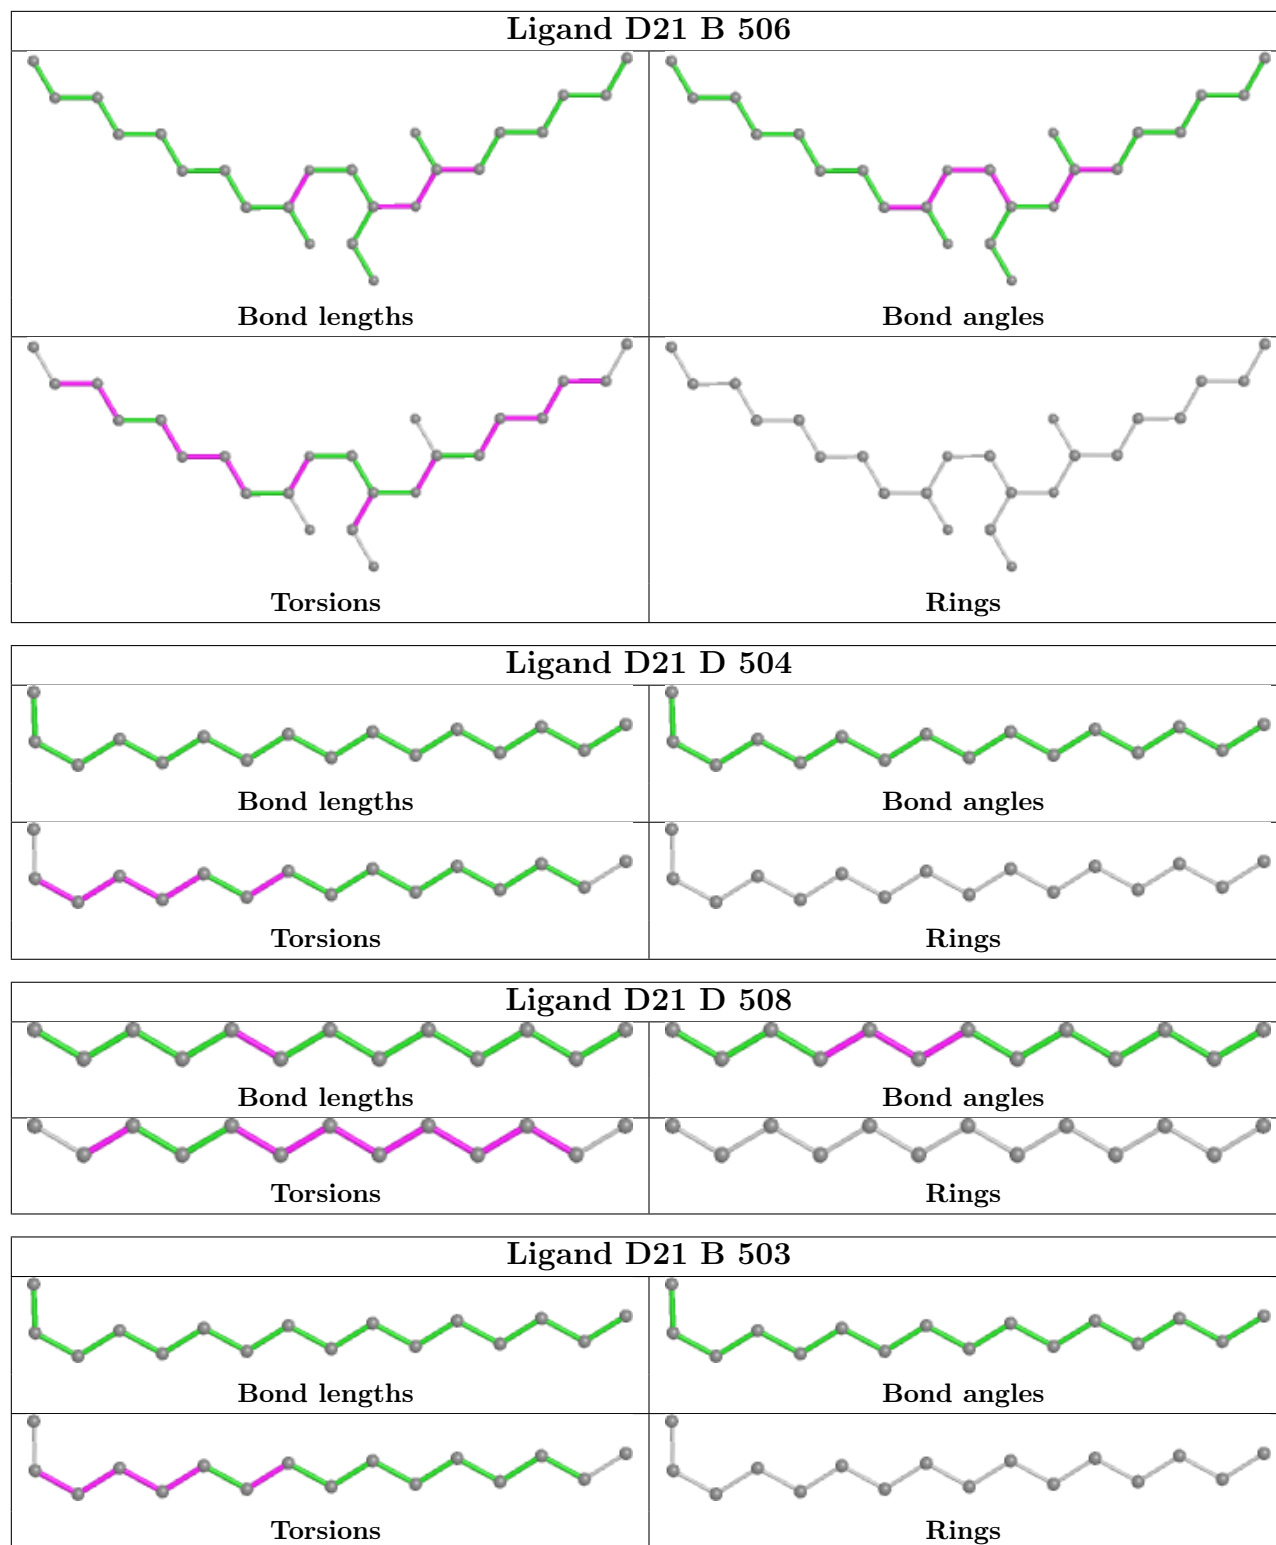 Ligand D21 B 506
Bond lengths
Bond angles
Torsions
Rings
Ligand D21 D 504
Bond lengths
Bond angles
Torsions
Rings
Ligand D21 D 508
Bond lengths
Bond angles
Torsions
Rings
Ligand D21 B 503
Bond lengths
Bond angles
Torsions
Rings